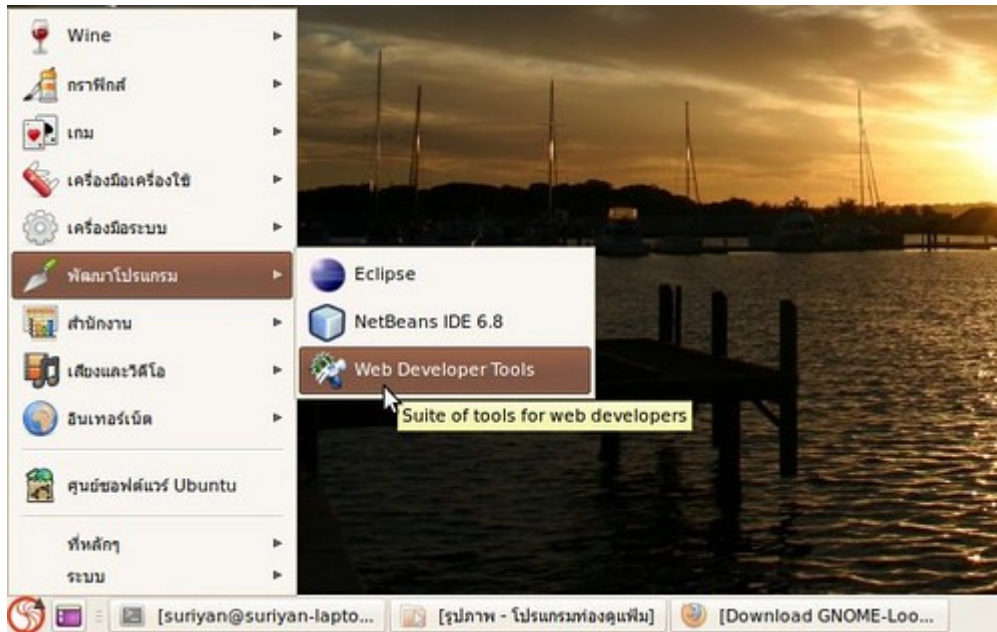 Wine
กราฟิกส์
เกม
เครื่องมือเครื่องใช้
เครื่องมือระบบ
พัฒนาโปรแกรม
สำนักงาน
เสียงและวิดีโอ
อินเทอร์เน็ต
ศูนย์ซอฟต์แวร์ Ubuntu
ที่หลักๆ
ระบบ
Eclipse
NetBeans IDE 6.8
Web Developer Tools
Suite of tools for web developers
[suriyan@suriyan-lapto...
[รูปภาพ - โปรแกรมท่องดูแฟ้ม]
[Download GNOME-Loo...